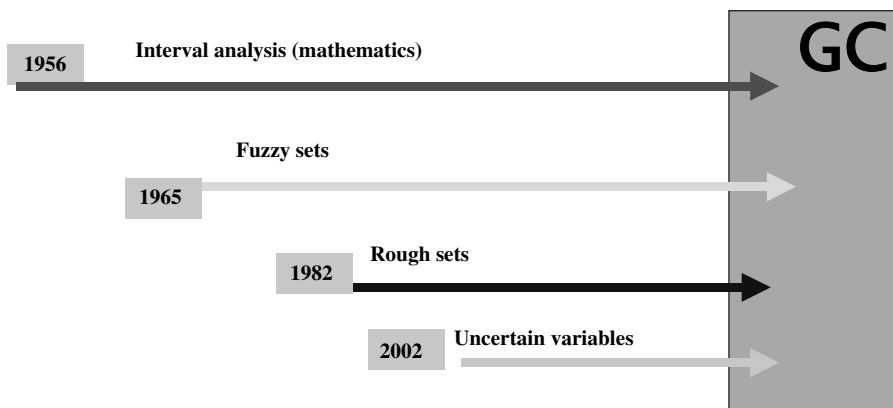 Interval analysis (mathematics)
GC
1956
Fuzzy sets
1965
Rough sets
1982
Uncertain variables
2002